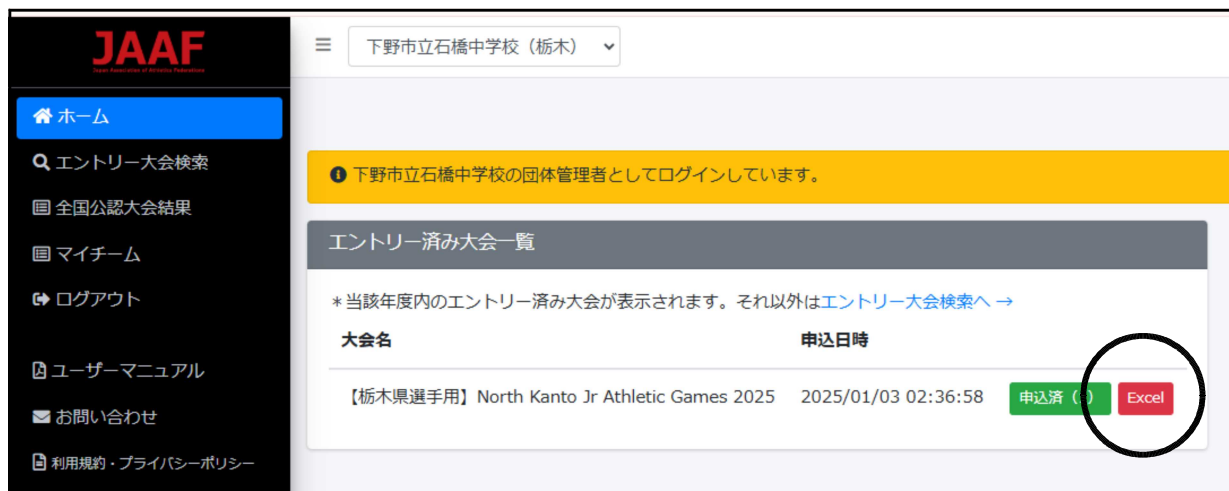 JAAF
Japan Association of Athletics Federations
下野市立石橋中学校（栃木）
ホーム
エントリー大会検索
全国公認大会結果
マイチーム
ログアウト
ユーザーマニュアル
お問い合わせ
利用規約・プライバシーポリシー
下野市立石橋中学校の団体管理者としてログインしています。
エントリー済み大会一覧
*当該年度内のエントリー済み大会が表示されます。それ以外はエントリー大会検索へ →
大会名 申込日時
【栃木県選手用】North Kanto Jr Athletic Games 2025 2025/01/03 02:36:58 申込済 ( ) Excel